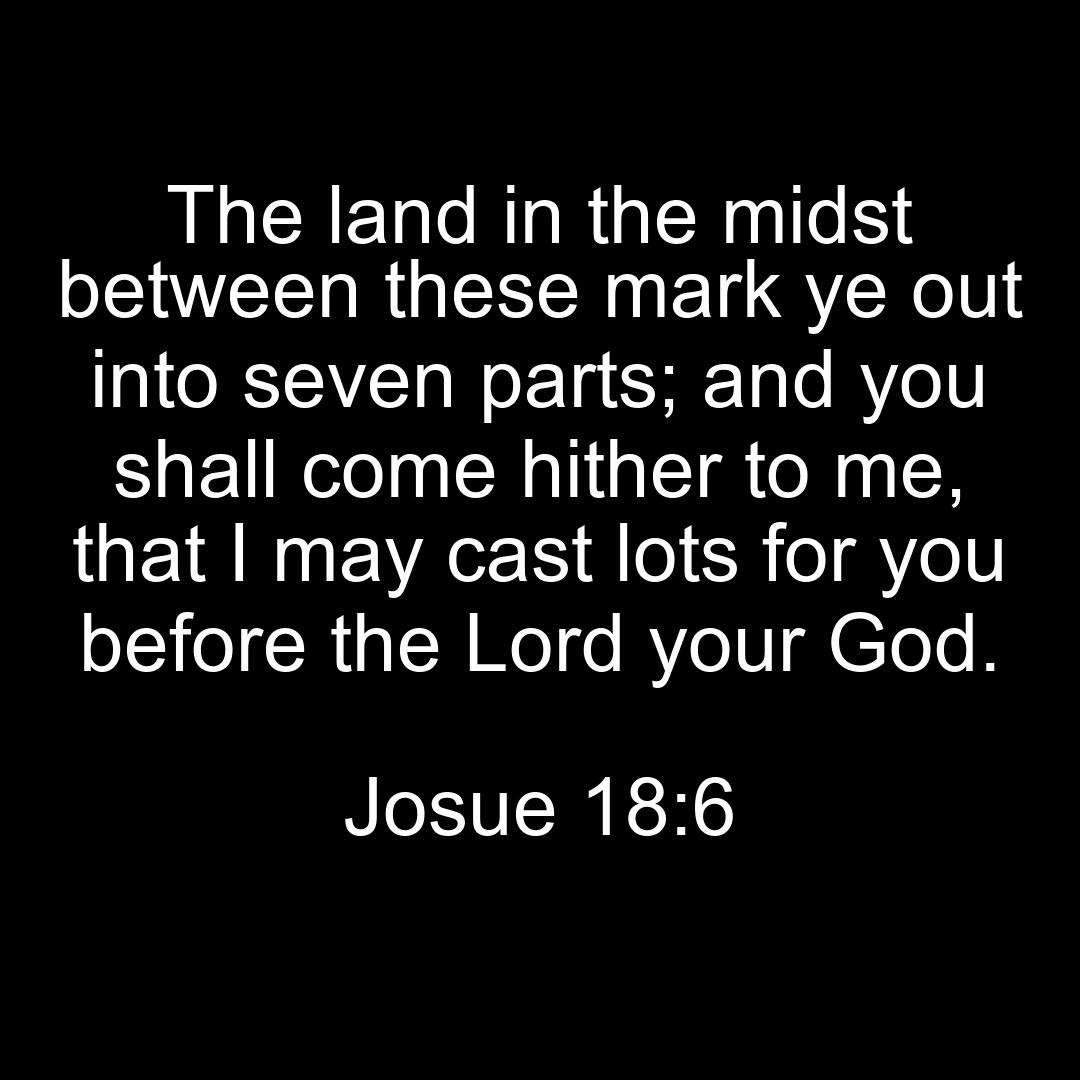 The land in the midst
between these mark ye out
into seven parts; and you
shall come hither to me,
that I may cast lots for you
before the Lord your God.
Josue 18:6